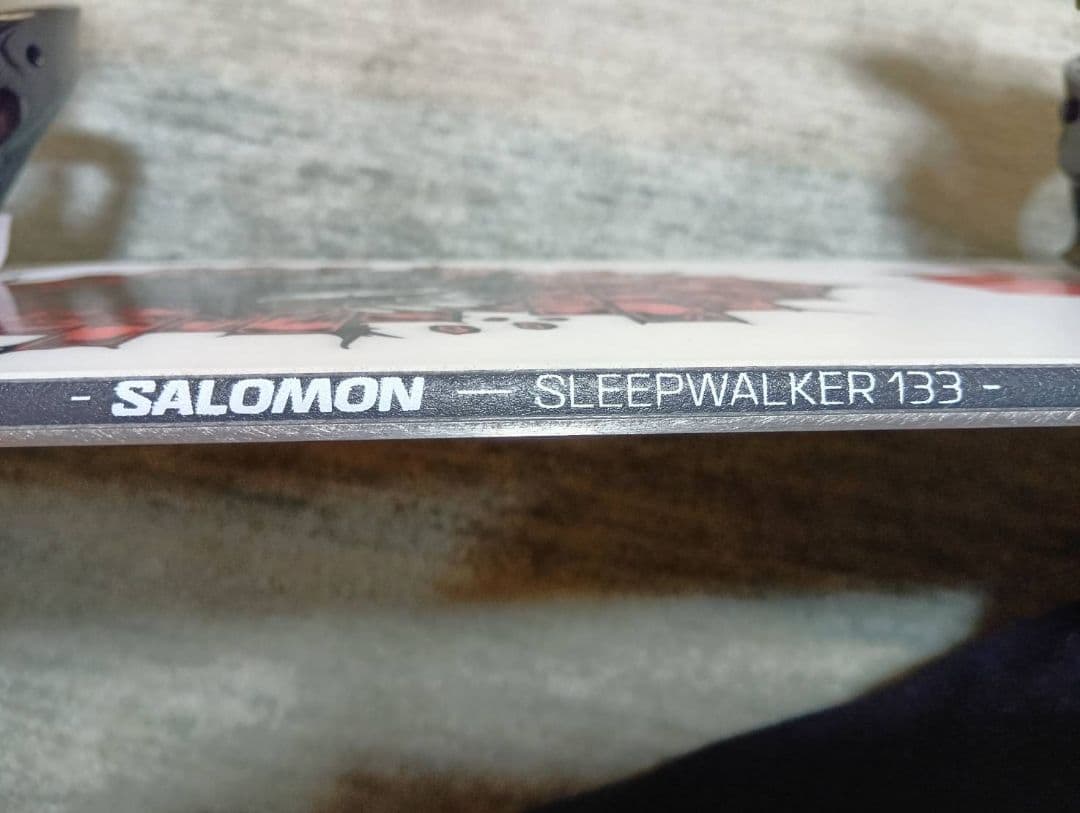 - SALOMON — SLEEPWALKER 133 -